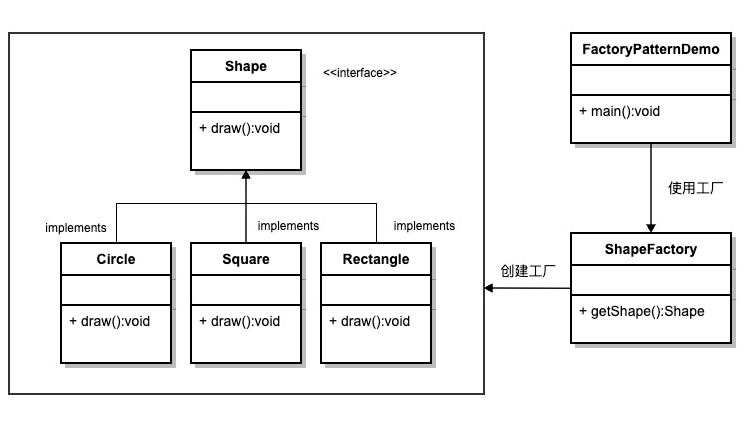 Shape
<<interface>>
+ draw():void
FactoryPatternDemo
+ main():void
使用工厂
implements
implements
implements
Circle
+ draw():void
Square
+ draw():void
Rectangle
+ draw():void
创建工厂
ShapeFactory
+ getShape():Shape